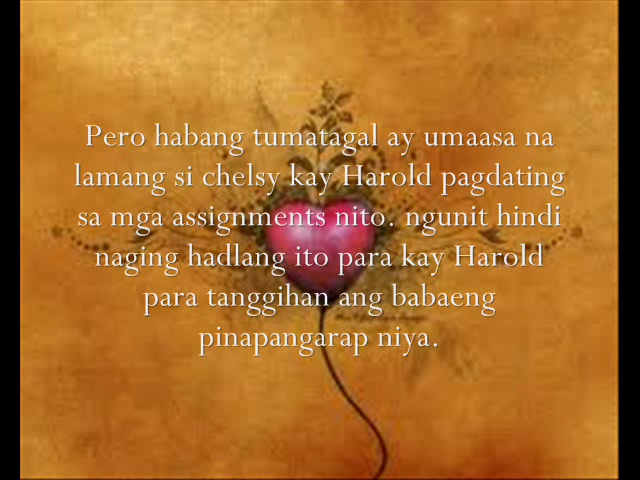 Pero habang tumatagal ay umaasa na
lamang si chelsy kay Harold pagdating
sa mga assignments nito. ngunit hindi
naging hadlang ito para kay Harold
para tanggihan ang babaeng
pinapangarap niya.